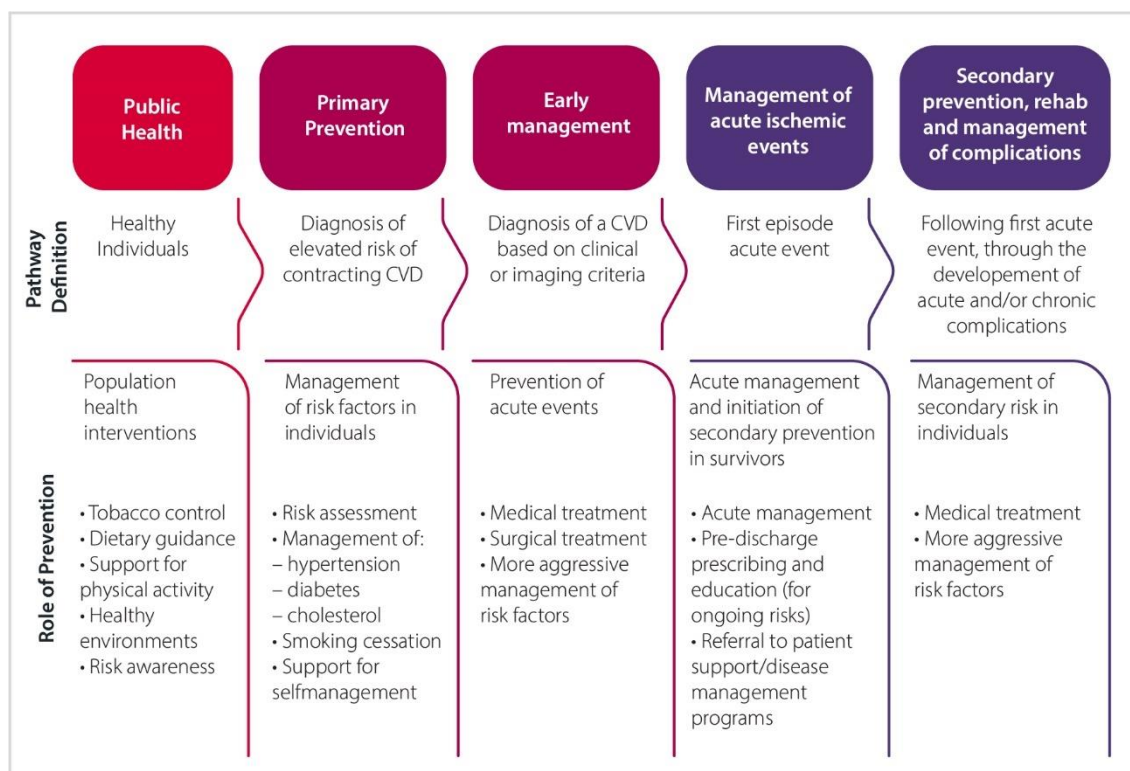 Public
Health
Primary
Prevention
Early
management
Management of
acute ischemic
events
Secondary
prevention, rehab
and management
of complications
Pathway
Definition
Healthy
Individuals
Diagnosis of
elevated risk of
contracting CVD
Diagnosis of a CVD
based on clinical
or imaging criteria
First episode
acute event
Following first acute
event, through the
developement of
acute and/or chronic
complications
Role of Prevention
Population
health
interventions
• Tobacco control
• Dietary guidance
• Support for
physical activity
• Healthy
environments
• Risk awareness
Management
of risk factors in
individuals
• Risk assessment
• Management of:
– hypertension
– diabetes
– cholesterol
• Smoking cessation
• Support for
selfmanagement
Prevention of
acute events
• Medical treatment
• Surgical treatment
• More aggressive
management of
risk factors
Acute management
and initiation of
secondary prevention
in survivors
• Acute management
• Pre-discharge
prescribing and
education (for
ongoing risks)
• Referral to patient
support/disease
management
programs
Management of
secondary risk in
individuals
• Medical treatment
• More aggressive
management of
risk factors